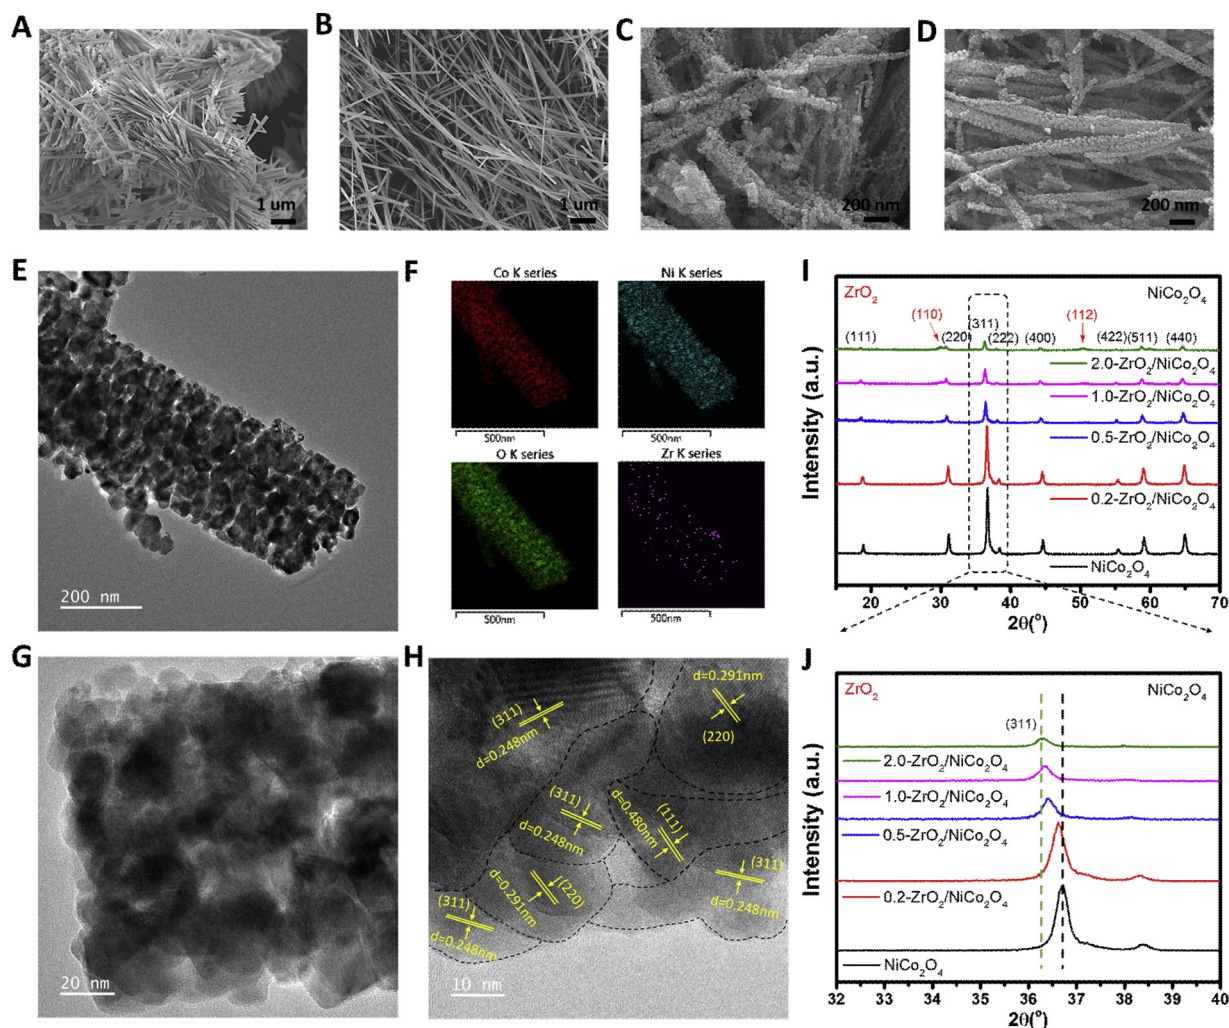 A
B
C
D
1 um
1 um
200 nm
200 nm
E
200 nm
F
Co K series
Ni K series
500nm
500nm
O K series
Zr K series
500nm
500nm
G
20 nm
H
d=0.291nm
(220)
(311)
d=0.248nm
(311)
d=0.248nm
(111)
d=0.480nm
(311)
d=0.248nm
(220)
d=0.291nm
(311)
d=0.248nm
10 nm
I
ZrO₂
NiCo₂O₄
(110)
(311)
(112)
(111)
(220)
(222)
(400)
(422)
(511)
(440)
2.0-ZrO₂/NiCo₂O₄
1.0-ZrO₂/NiCo₂O₄
0.5-ZrO₂/NiCo₂O₄
0.2-ZrO₂/NiCo₂O₄
NiCo₂O₄
Intensity (a.u.)
20 30 40 50 60 70
2θ(°)
J
ZrO₂
NiCo₂O₄
(311)
2.0-ZrO₂/NiCo₂O₄
1.0-ZrO₂/NiCo₂O₄
0.5-ZrO₂/NiCo₂O₄
0.2-ZrO₂/NiCo₂O₄
NiCo₂O₄
Intensity (a.u.)
32 33 34 35 36 37 38 39 40
2θ(°)